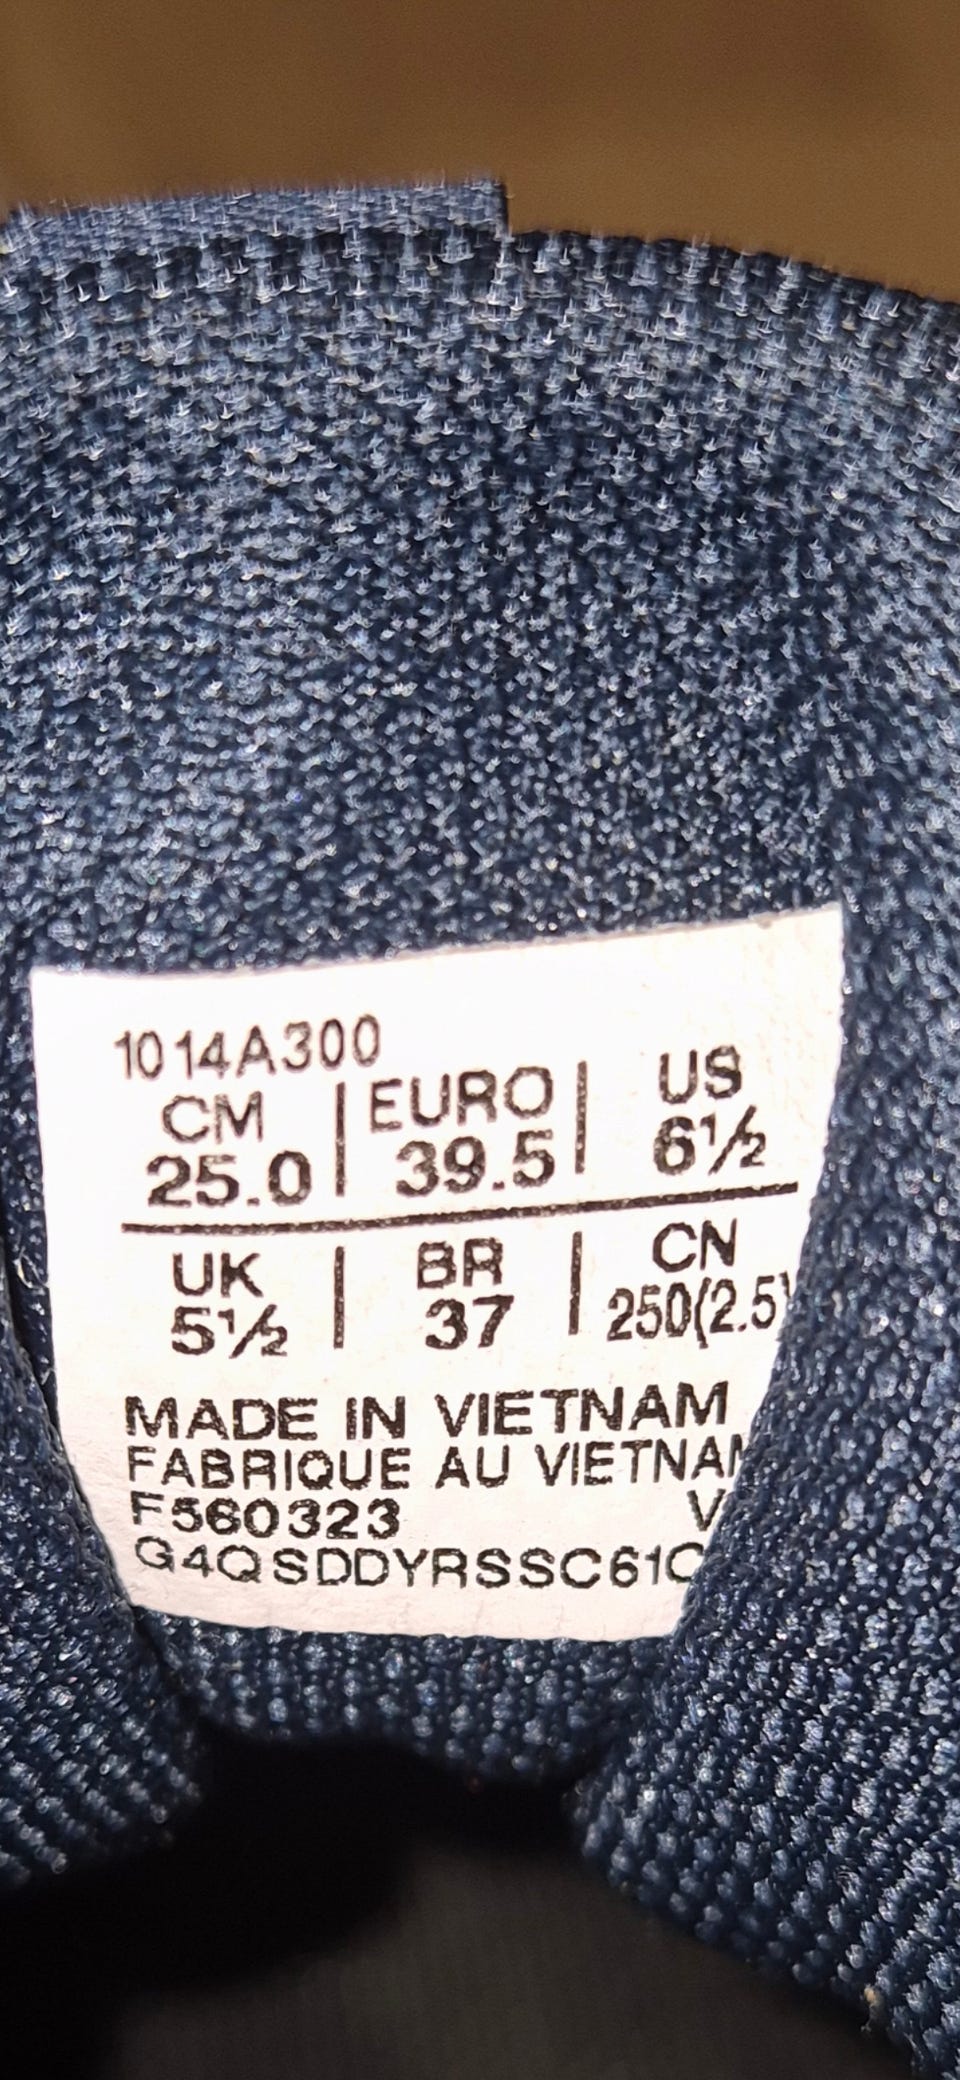 1014A300
CM | EURO | US
25.0 | 39.5 | 6½
UK | BR | CN
5½ | 37 | 250(2.5)
MADE IN VIETNAM
FABRIQUE AU VIETNAM
F560323 V
G4QSDDYRSSC61C